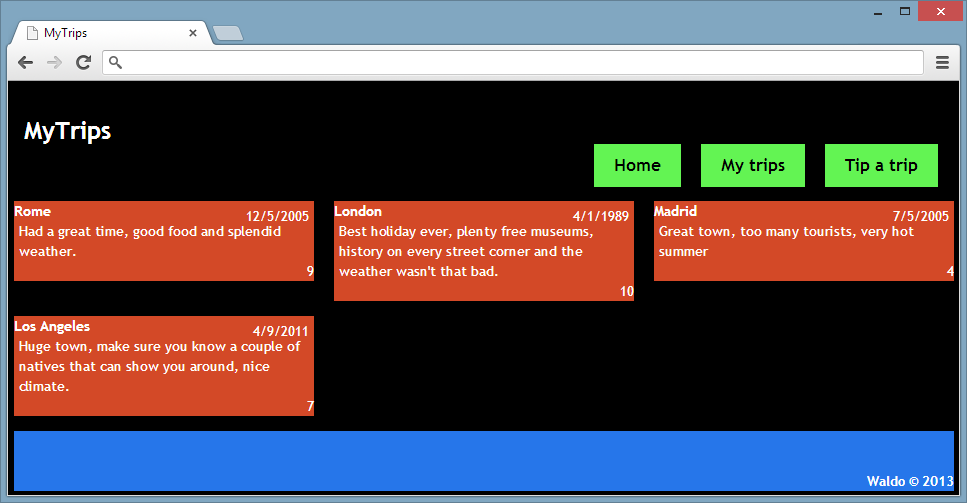 MyTrips
MyTrips
Home My trips Tip a trip
Rome 12/5/2005
Had a great time, good food and splendid
weather.
9
London 4/1/1989
Best holiday ever, plenty free museums,
history on every street corner and the
weather wasn't that bad.
10
Madrid 7/5/2005
Great town, too many tourists, very hot
summer
4
Los Angeles 4/9/2011
Huge town, make sure you know a couple of
natives that can show you around, nice
climate.
7
Waldo © 2013